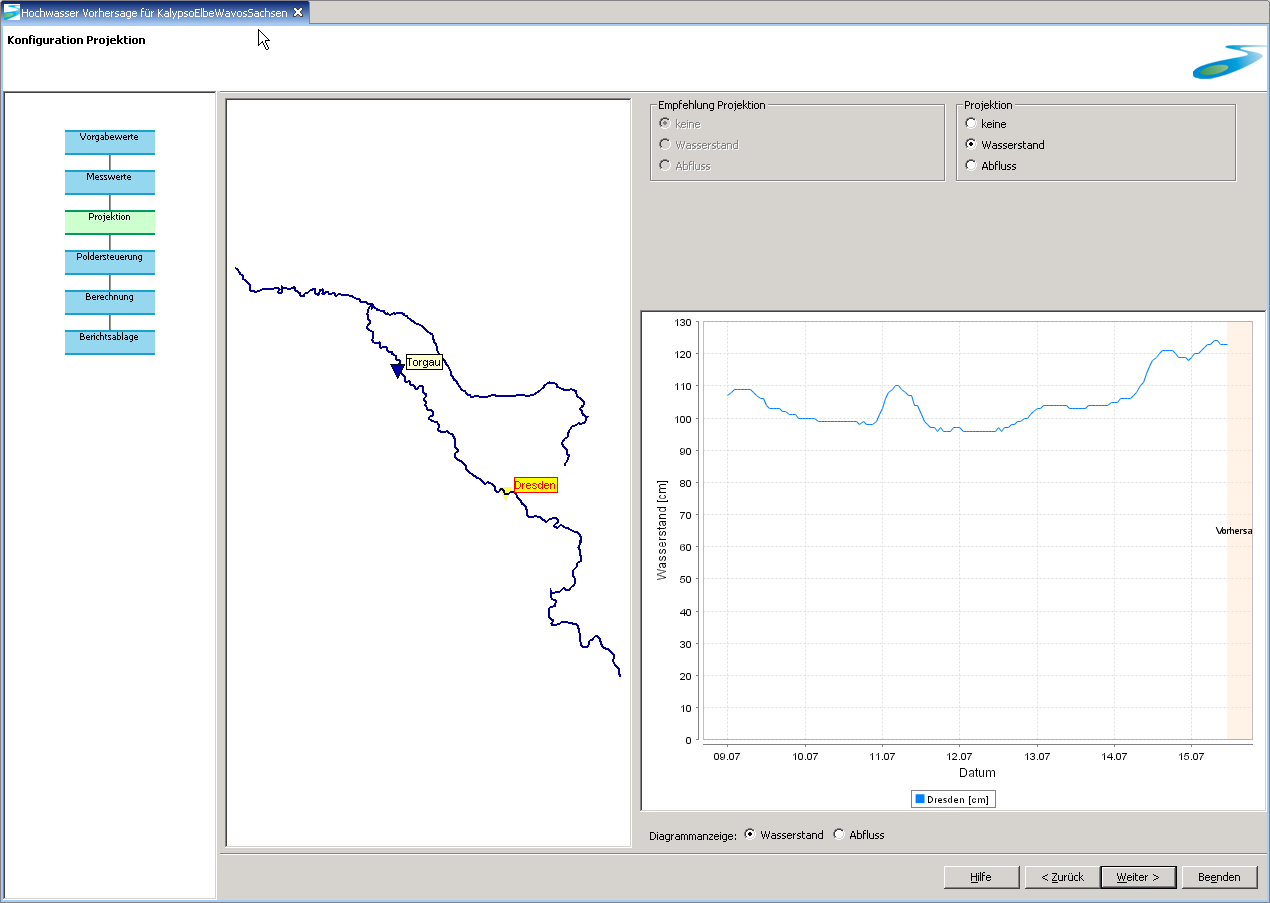 Hochwasser Vorhersage für KalypsoElbeWavosSachsen
Konfiguration Projektion
Vorgabewerte
Messwerte
Projektion
Poldersteuerung
Berechnung
Berichtsablage
Torgau
Dresden
Empfehlung Projektion
keine
Wasserstand
Abfluss
Projektion
keine
Wasserstand
Abfluss
130
120
110
100
90
80
70
60
50
40
30
20
10
0
Wasserstand [cm]
Vorhersa
09.07 10.07 11.07 12.07 13.07 14.07 15.07
Datum
Dresden [cm]
Diagrammanzeige: Wasserstand Abfluss
Hilfe < Zurück Weiter > Beenden